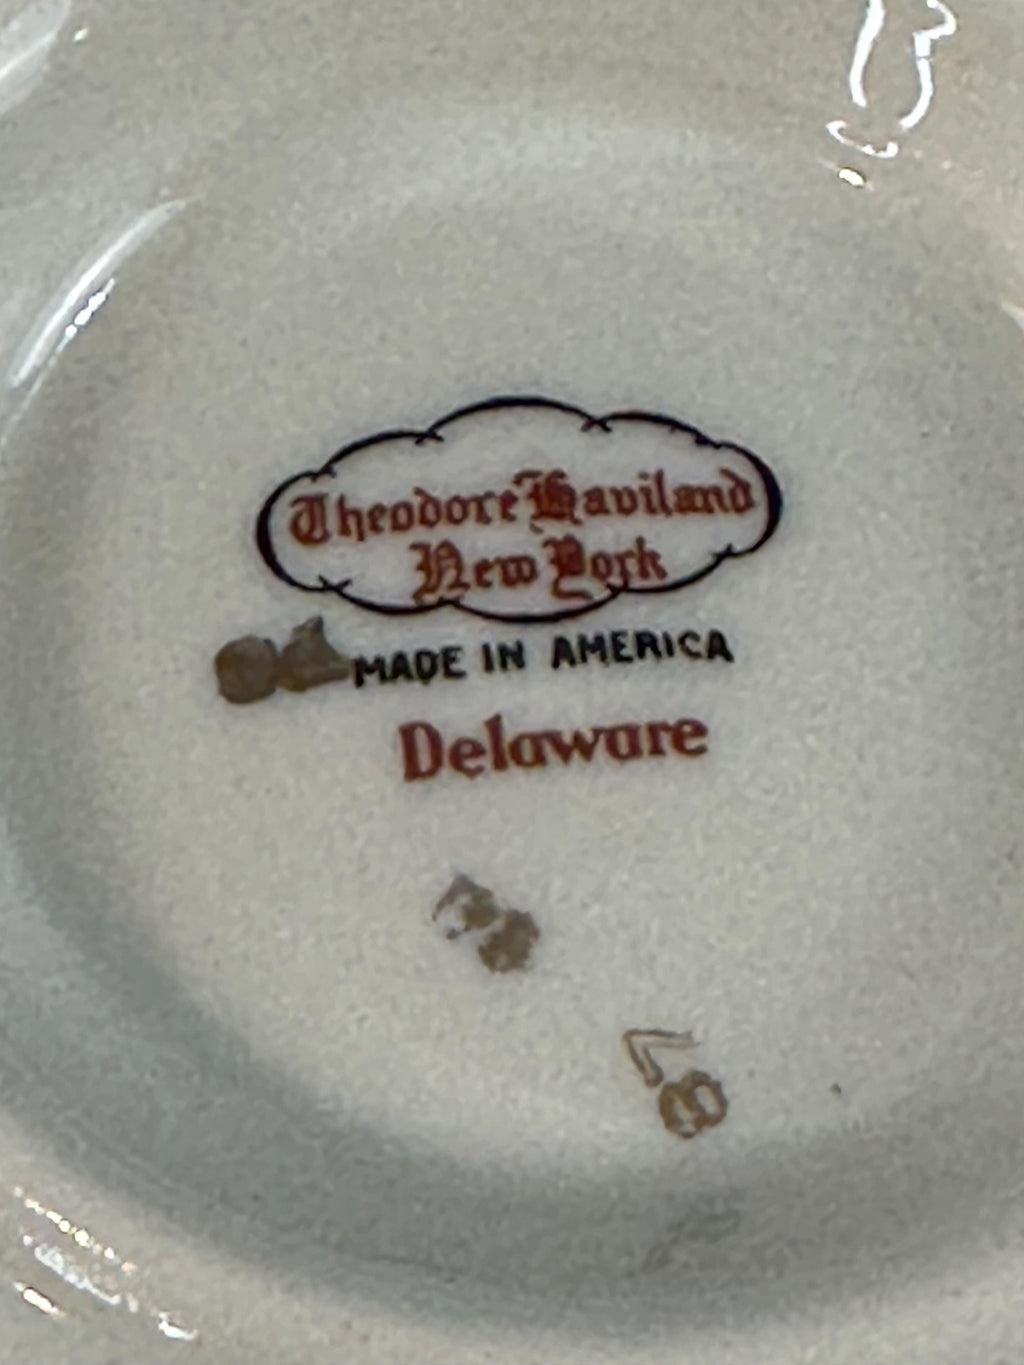 Theodore Haviland
New York
MADE IN AMERICA
Delaware